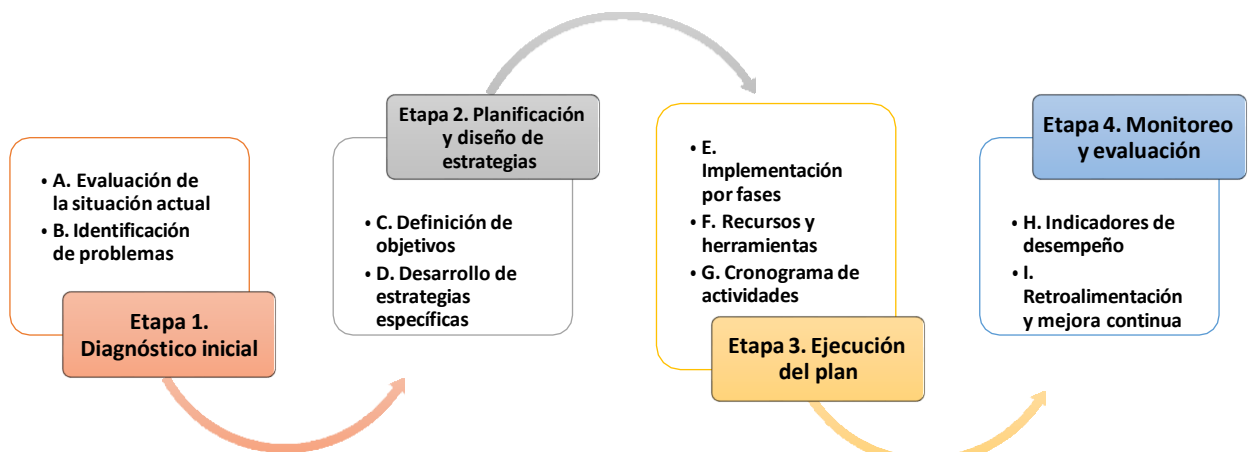 • A. Evaluación de
la situación actual
• B. Identificación
de problemas
Etapa 1.
Diagnóstico inicial
Etapa 2. Planificación
y diseño de
estrategias
• C. Definición de
objetivos
• D. Desarrollo de
estrategias
específicas
• E.
Implementación
por fases
• F. Recursos y
herramientas
• G. Cronograma de
actividades
Etapa 3. Ejecución
del plan
Etapa 4. Monitoreo
y evaluación
• H. Indicadores de
desempeño
• I.
Retroalimentación
y mejora continua